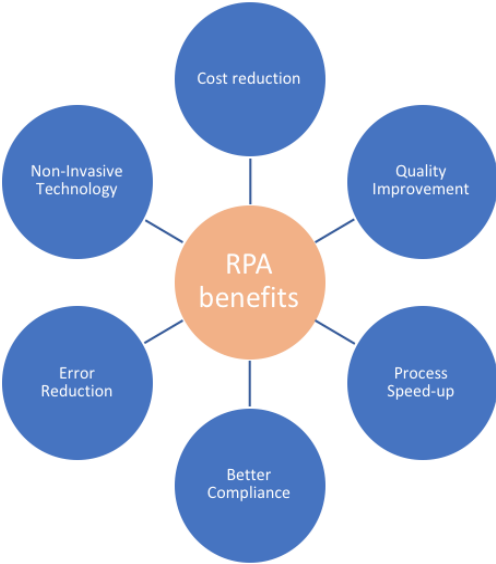 Cost reduction
Quality
Improvement
Process
Speed-up
Better
Compliance
Error
Reduction
Non-Invasive
Technology
RPA
benefits